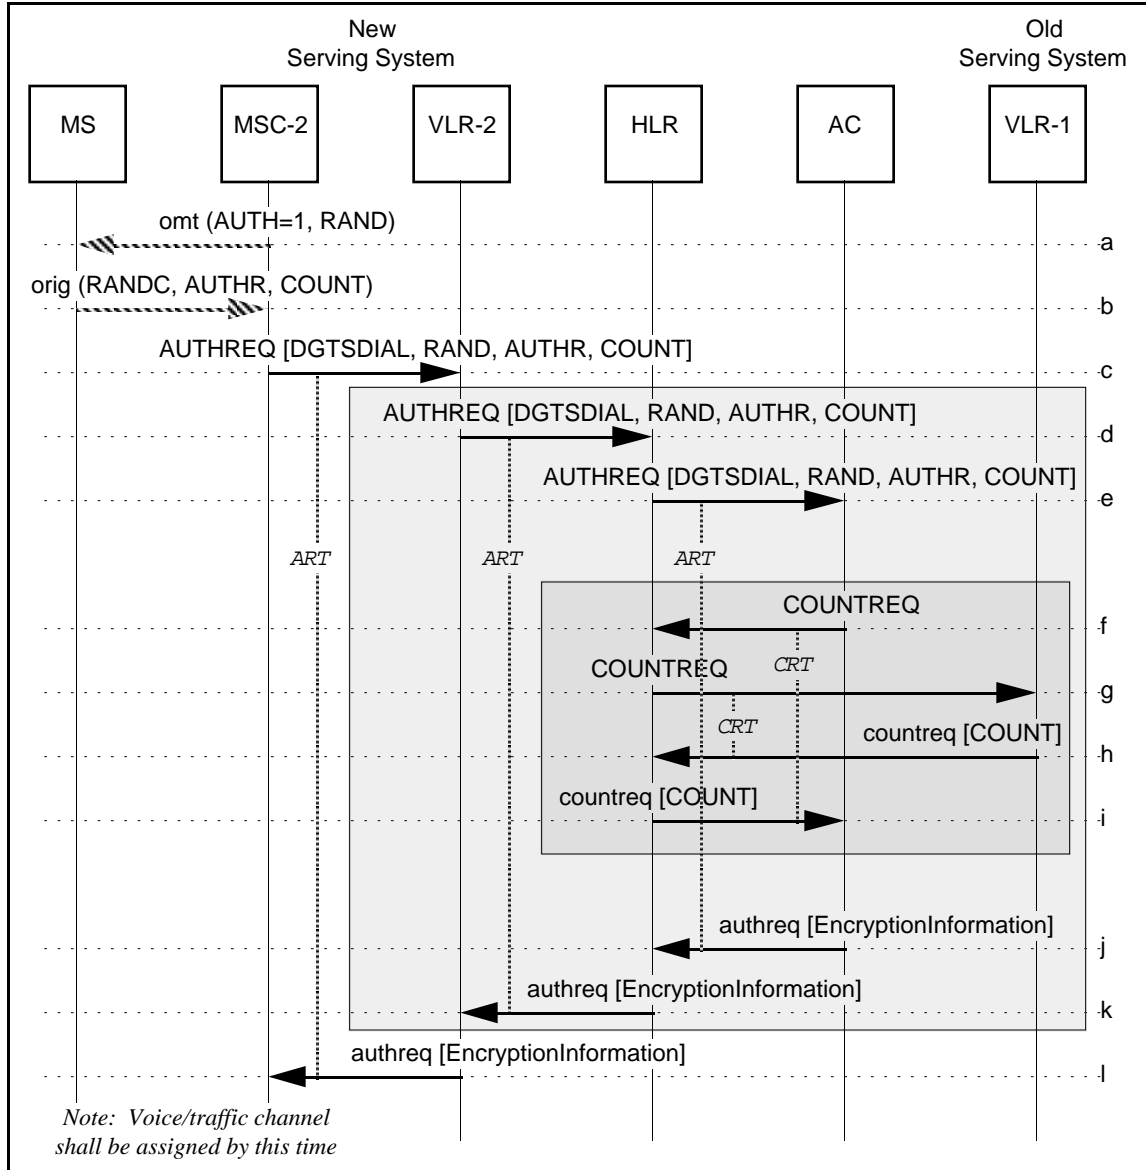 New
Serving System
Old
Serving System
MS
MSC-2
VLR-2
HLR
AC
VLR-1
omt (AUTH=1, RAND)
a
orig (RANDC, AUTHR, COUNT)
b
AUTHREQ [DGTSDIAL, RAND, AUTHR, COUNT]
c
AUTHREQ [DGTSDIAL, RAND, AUTHR, COUNT]
d
AUTHREQ [DGTSDIAL, RAND, AUTHR, COUNT]
e
ART
ART
ART
COUNTREQ
f
CRT
COUNTREQ
g
CRT
countreq [COUNT]
h
countreq [COUNT]
i
authreq [EncryptionInformation]
j
authreq [EncryptionInformation]
k
authreq [EncryptionInformation]
l
Note: Voice/traffic channel
shall be assigned by this time